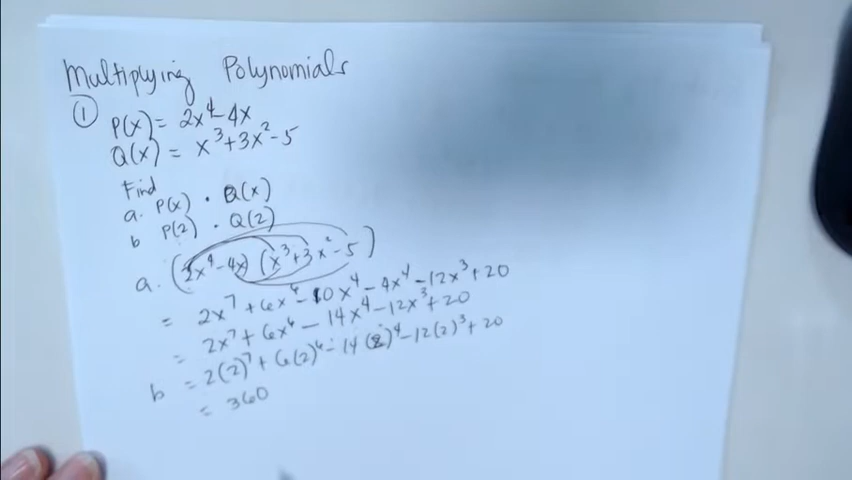 Multiplying Polynomials
① P(x) = 2x⁴ - 4x
Q(x) = x³ + 3x² - 5
Find
a. P(x) · Q(x)
b P(2) · Q(2)
a. (2x⁴ - 4x) (x³ + 3x² - 5)
= 2x⁷ + 6x⁶ - 10x⁴ - 4x⁴ - 12x³ + 20
= 2x⁷ + 6x⁶ - 14x⁴ - 12x³ + 20
b = 2(2)⁷ + 6(2)⁶ - 14(2)⁴ - 12(2)³ + 20
= 360